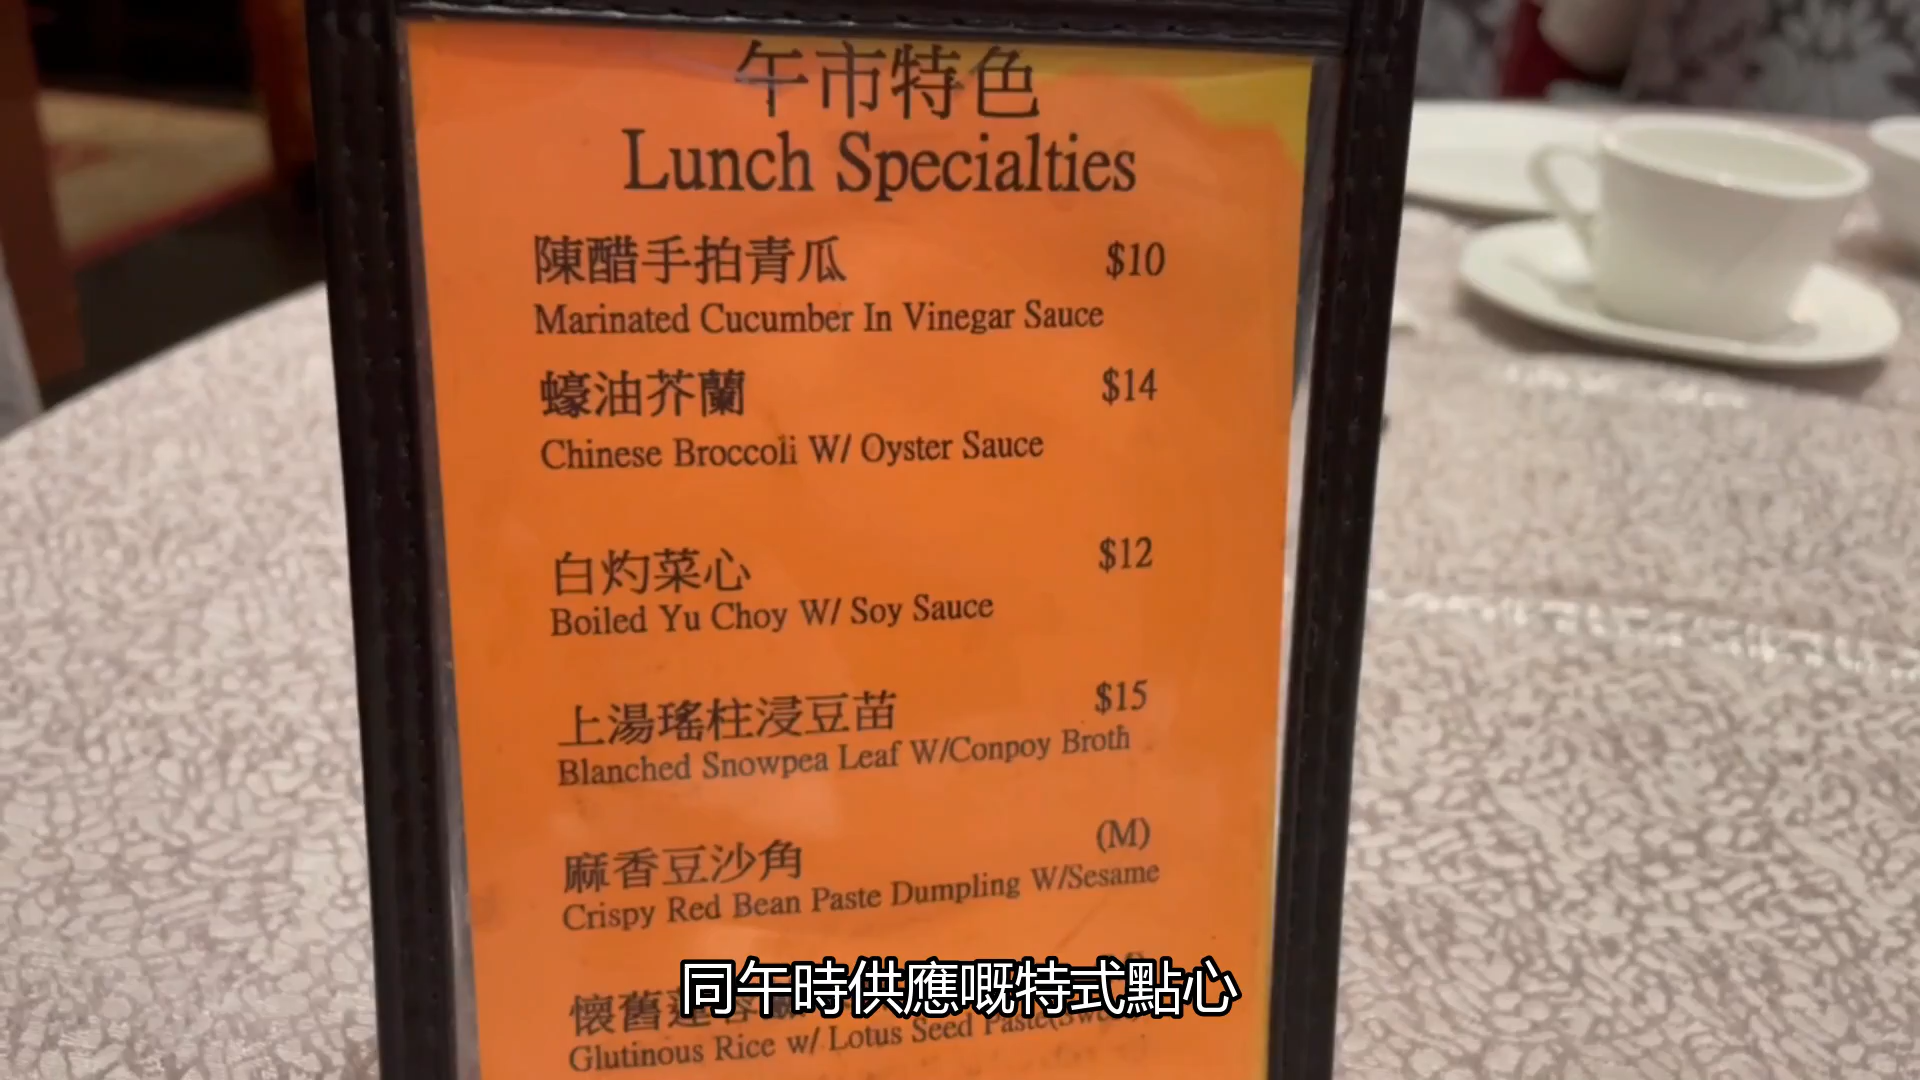 午市特色
Lunch Specialties
陳醋手拍青瓜 $10
Marinated Cucumber In Vinegar Sauce
蠔油芥蘭 $14
Chinese Broccoli W/ Oyster Sauce
白灼菜心 $12
Boiled Yu Choy W/ Soy Sauce
上湯瑤柱浸豆苗 $15
Blanched Snowpea Leaf W/Conpoy Broth
麻香豆沙角 (M)
Crispy Red Bean Paste Dumpling W/Sesame
懷舊蓮蓉
Glutinous Rice w/ Lotus Seed Paste
同午時供應嘅特式點心